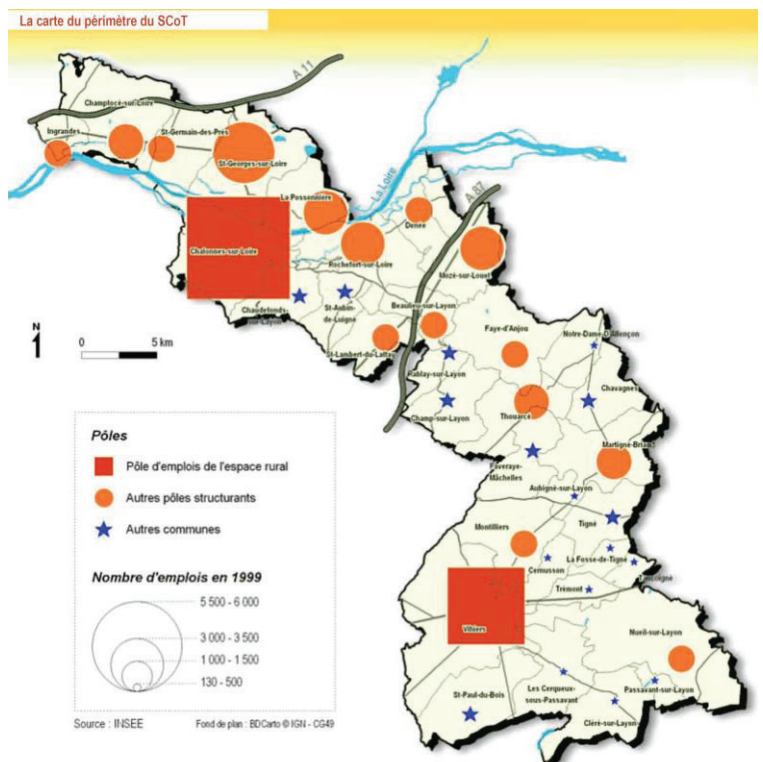 La carte du périmètre du SCoT
A 11
Champtocé-sur-Loire
Ingrandes
St-Germain-des-Prés
St-Georges-sur-Loire
La Loire
La Possonnière
A 87
Denée
Chalonnes-sur-Loire
Rochefort-sur-Loire
Mozé-sur-Louet
Chaudefonds-
sur-Layon
St-Aubin-
de-Luigné
Beaulieu-sur-Layon
St-Lambert-du-Lattay
Faye-d'Anjou
Notre-Dame-D'Allençon
Rablay-sur-Layon
Champ-sur-Layon
Chavagnes
Thouarcé
Martigné-Briand
Faveraye-
Mâchelles
Aubigné-sur-Layon
Tigné
Montilliers
Cernusson
La Fosse-de-Tigné
Tancoigné
Trémont
Vihiers
Nueil-sur-Layon
St-Paul-du-Bois
Les Cerqueux-
sous-Passavant
Passavant-sur-Layon
Cléré-sur-Layon
N
0 5 km
Pôles
Pôle d'emplois de l'espace rural
Autres pôles structurants
Autres communes
Nombre d'emplois en 1999
5 500 - 6 000
3 000 - 3 500
1 000 - 1 500
130 - 500
Source : INSEE
Fond de plan : BDCarto © IGN - CG49